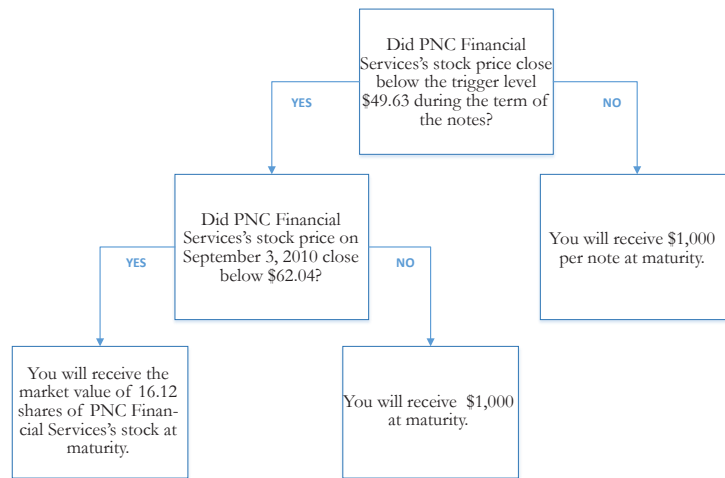 Did PNC Financial
Services's stock price close
below the trigger level
$49.63 during the term of
the notes?
YES
NO
Did PNC Financial
Services's stock price on
September 3, 2010 close
below $62.04?
You will receive $1,000
per note at maturity.
YES
NO
You will receive the
market value of 16.12
shares of PNC Finan-
cial Services's stock at
maturity.
You will receive $1,000
at maturity.